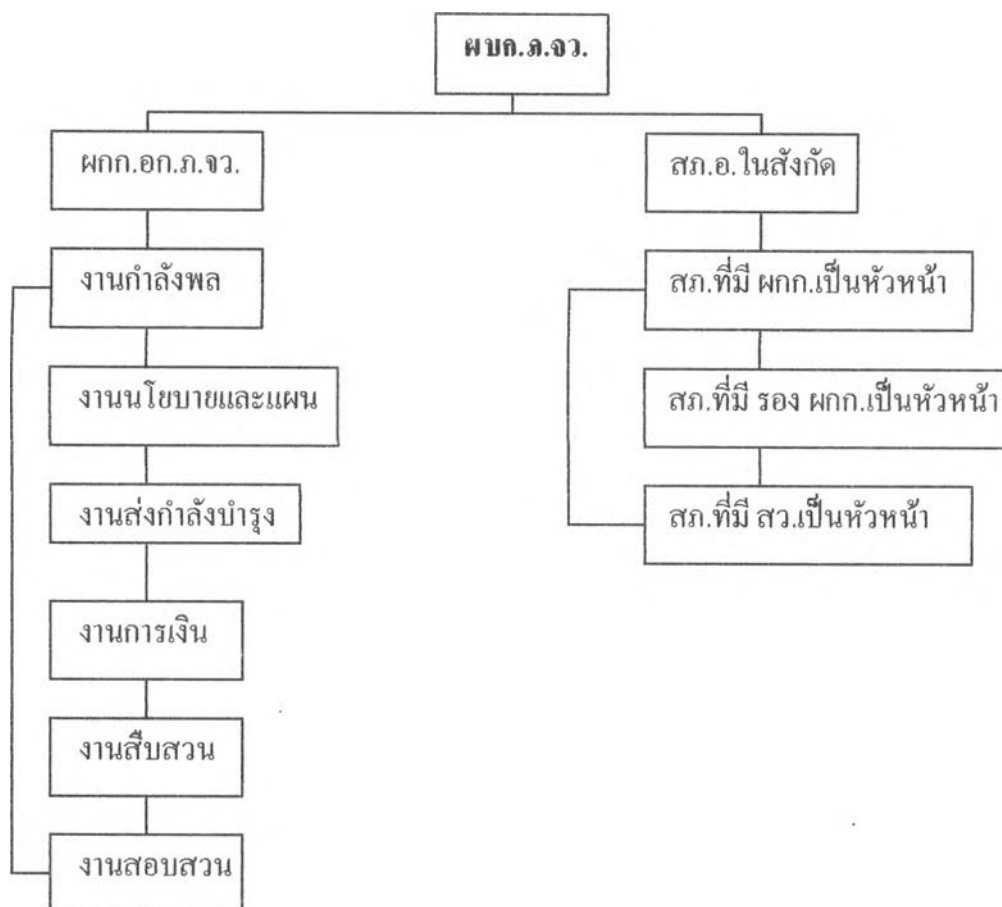 ผบก.ภ.จว.
ผกก.อก.ภ.จว.
สภ.อ.ในสังกัด
งานกำลังพล
สภ.ที่มี ผกก.เป็นหัวหน้า
งานนโยบายและแผน
สภ.ที่มี รอง ผกก.เป็นหัวหน้า
งานส่งกำลังบำรุง
สภ.ที่มี สว.เป็นหัวหน้า
งานการเงิน
งานสืบสวน
งานสอบสวน